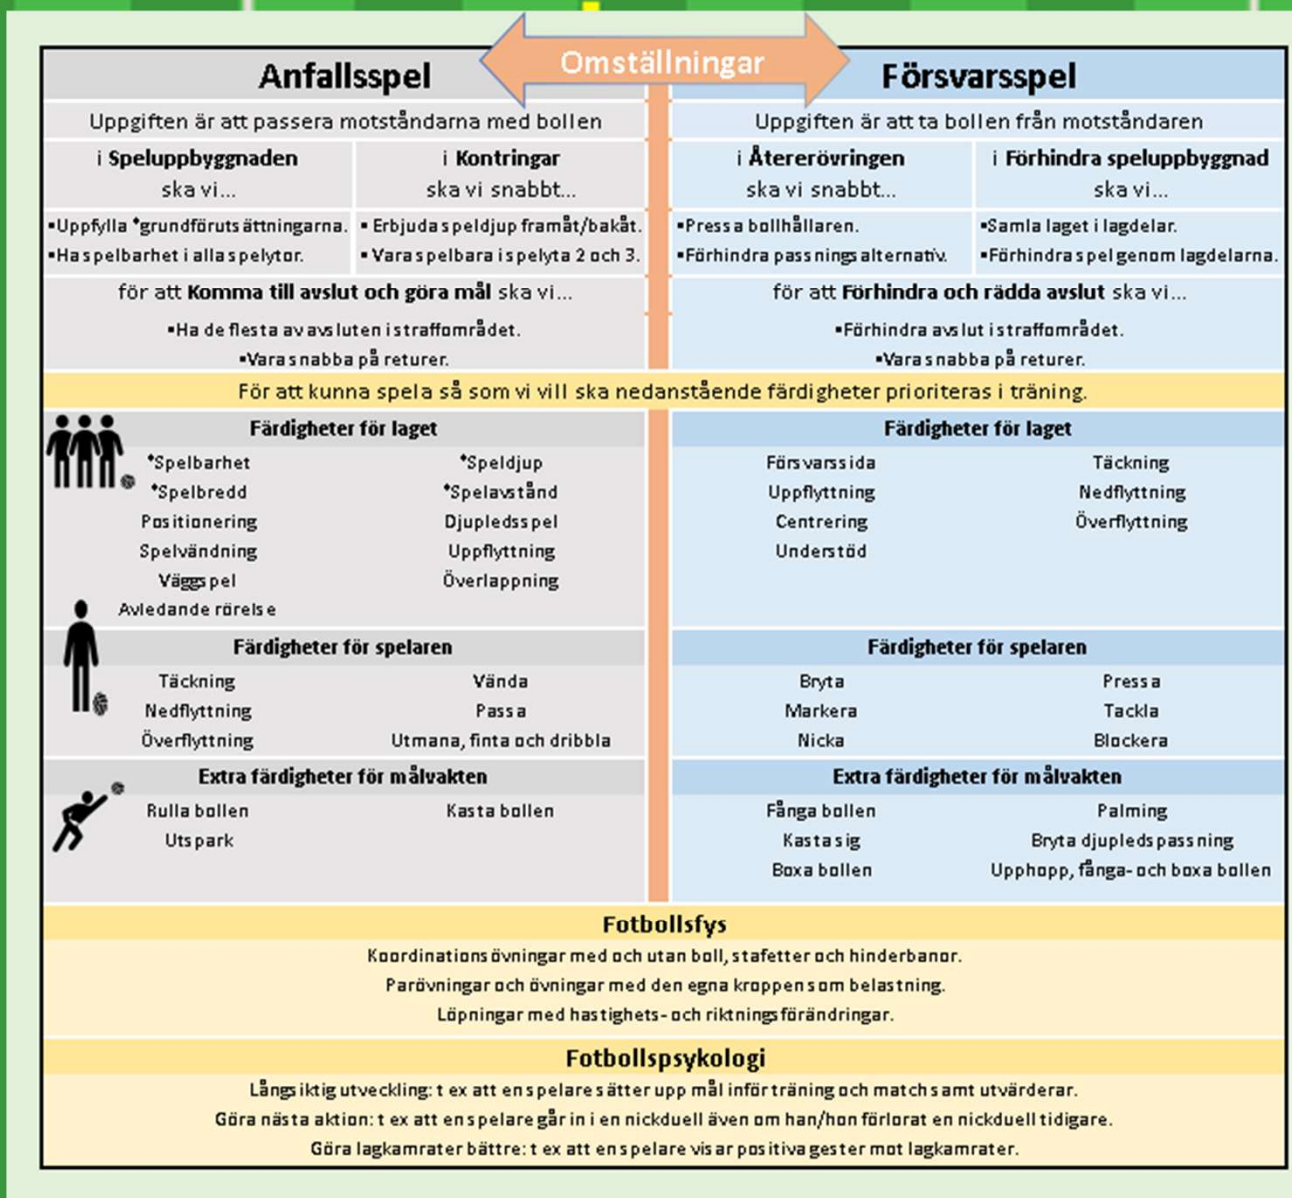 Omställningar
Anfallsspel
Försvarsspel
Uppgiften är att passera motståndarna med bollen
Uppgiften är att ta bollen från motståndaren
i Speluppbyggnaden
ska vi...
i Kontringar
ska vi snabbt...
i Återerövringen
ska vi snabbt...
i Förhindra speluppbyggnad
ska vi...
▪Uppfylla *grundförutsättningarna.
▪Ha spelbarhet i alla spelytor.
▪Erbjuda speldjup framåt/bakåt.
▪Vara spelbara i spelyta 2 och 3.
▪Pressa bollhållaren.
▪Förhindra passningsalternativ.
▪Samla laget i lagdelar.
▪Förhindra spel genom lagdelarna.
för att Komma till avslut och göra mål ska vi...
▪Ha de flesta av avsluten i straffområdet.
▪Vara snabba på returer.
för att Förhindra och rädda avslut ska vi...
▪Förhindra avslut i straffområdet.
▪Vara snabba på returer.
För att kunna spela så som vi vill ska nedanstående färdigheter prioriteras i träning.
Färdigheter för laget
*Spelbarhet
*Speldjup
*Spelbredd
*Spelavstånd
Positionering
Djupledsspel
Spelvändning
Uppflyttning
Väggspel
Överlappning
Avledande rörelse
Färdigheter för laget
Försvarssida
Täckning
Uppflyttning
Nedflyttning
Centrering
Överflyttning
Understöd
Färdigheter för spelaren
Täckning
Vända
Nedflyttning
Passa
Överflyttning
Utmana, finta och dribbla
Färdigheter för spelaren
Bryta
Pressa
Markera
Tackla
Nicka
Blockera
Extra färdigheter för målvakten
Rulla bollen
Kasta bollen
Utspark
Extra färdigheter för målvakten
Fånga bollen
Palming
Kasta sig
Bryta djupledspassning
Boxa bollen
Upphopp, fånga- och boxa bollen
Fotbollsfys
Koordinationsövningar med och utan boll, stafetter och hinderbanor.
Parövningar och övningar med den egna kroppen som belastning.
Löpningar med hastighets- och riktningsförändringar.
Fotbollspsykologi
Långsiktig utveckling: t ex att en spelare sätter upp mål inför träning och match samt utvärderar.
Göra nästa aktion: t ex att en spelare går in i en nickduell även om han/hon förlorat en nickduell tidigare.
Göra lagkamrater bättre: t ex att en spelare visar positiva gester mot lagkamrater.